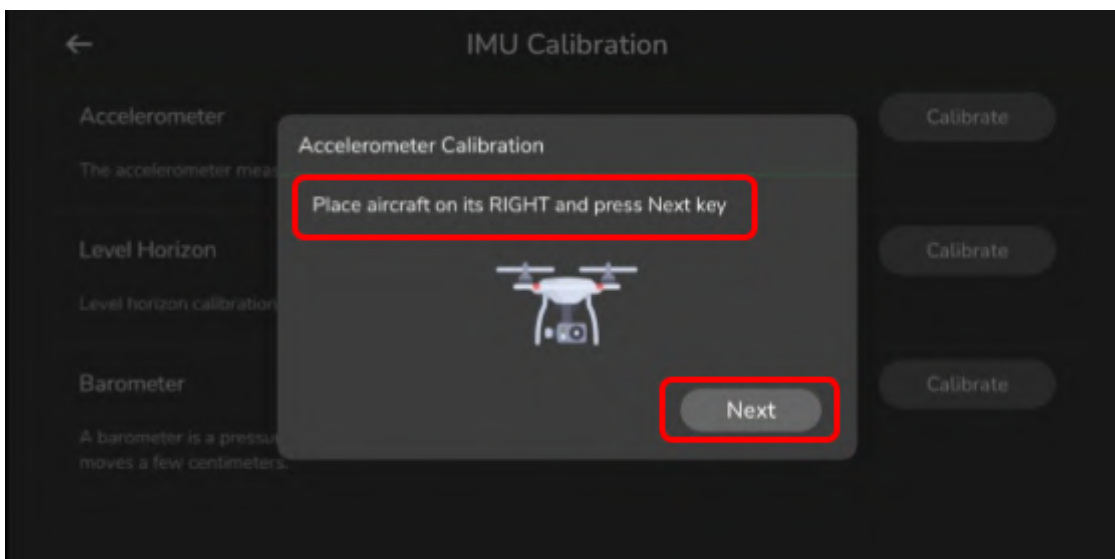 IMU Calibration
Accelerometer
Calibrate
The accelerometer meas
Accelerometer Calibration
Place aircraft on its RIGHT and press Next key
Level Horizon
Calibrate
Level horizon calibration
Barometer
Calibrate
Next
A barometer is a pressu
moves a few centimeters.